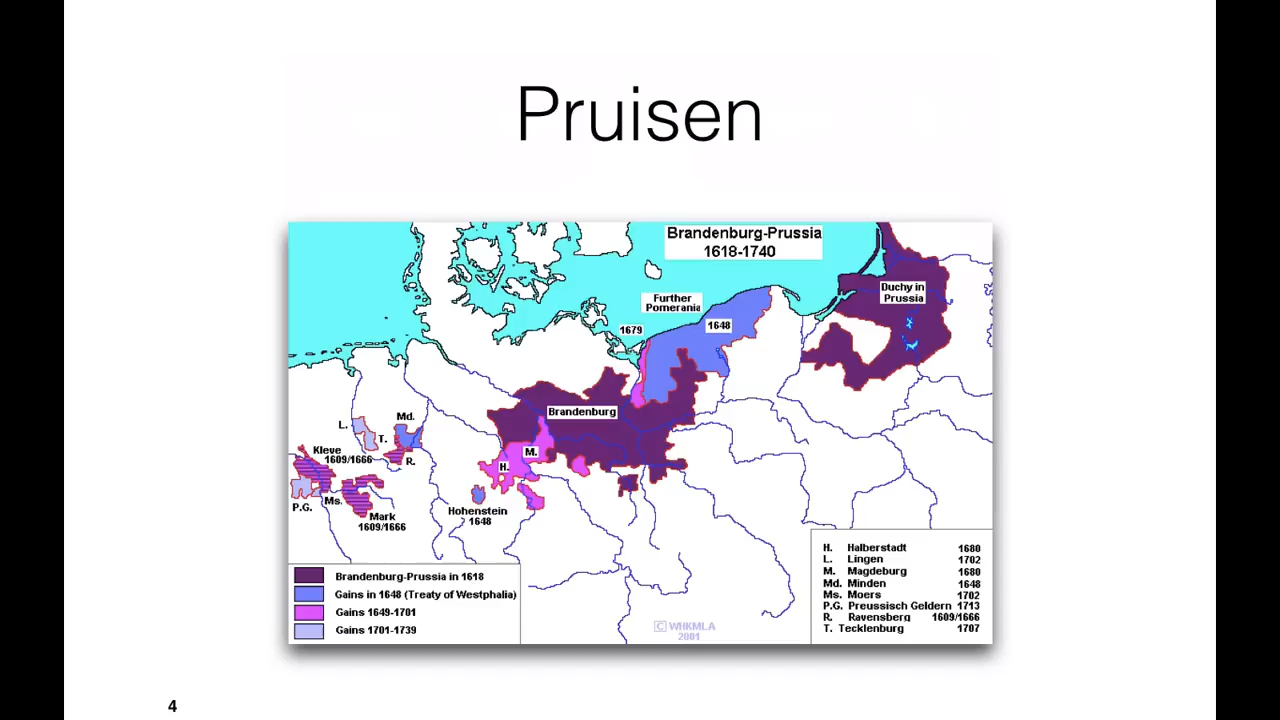 Pruisen
Brandenburg-Prussia
1618-1740
Duchy in
Prussia
Further
Pomerania
1679
1648
Brandenburg
Md.
L.
T.
Kleve
1609/1666
R.
M.
H.
Ms.
P.G.
Mark
1609/1666
Hohenstein
1648
Brandenburg-Prussia in 1618
Gains in 1648 (Treaty of Westphalia)
Gains 1649-1701
Gains 1701-1739
H. Halberstadt 1680
L. Lingen 1702
M. Magdeburg 1680
Md. Minden 1648
Ms. Moers 1702
P.G. Preussisch Geldern 1713
R. Ravensberg 1609/1666
T. Tecklenburg 1707
C WHKMLA
2001
4